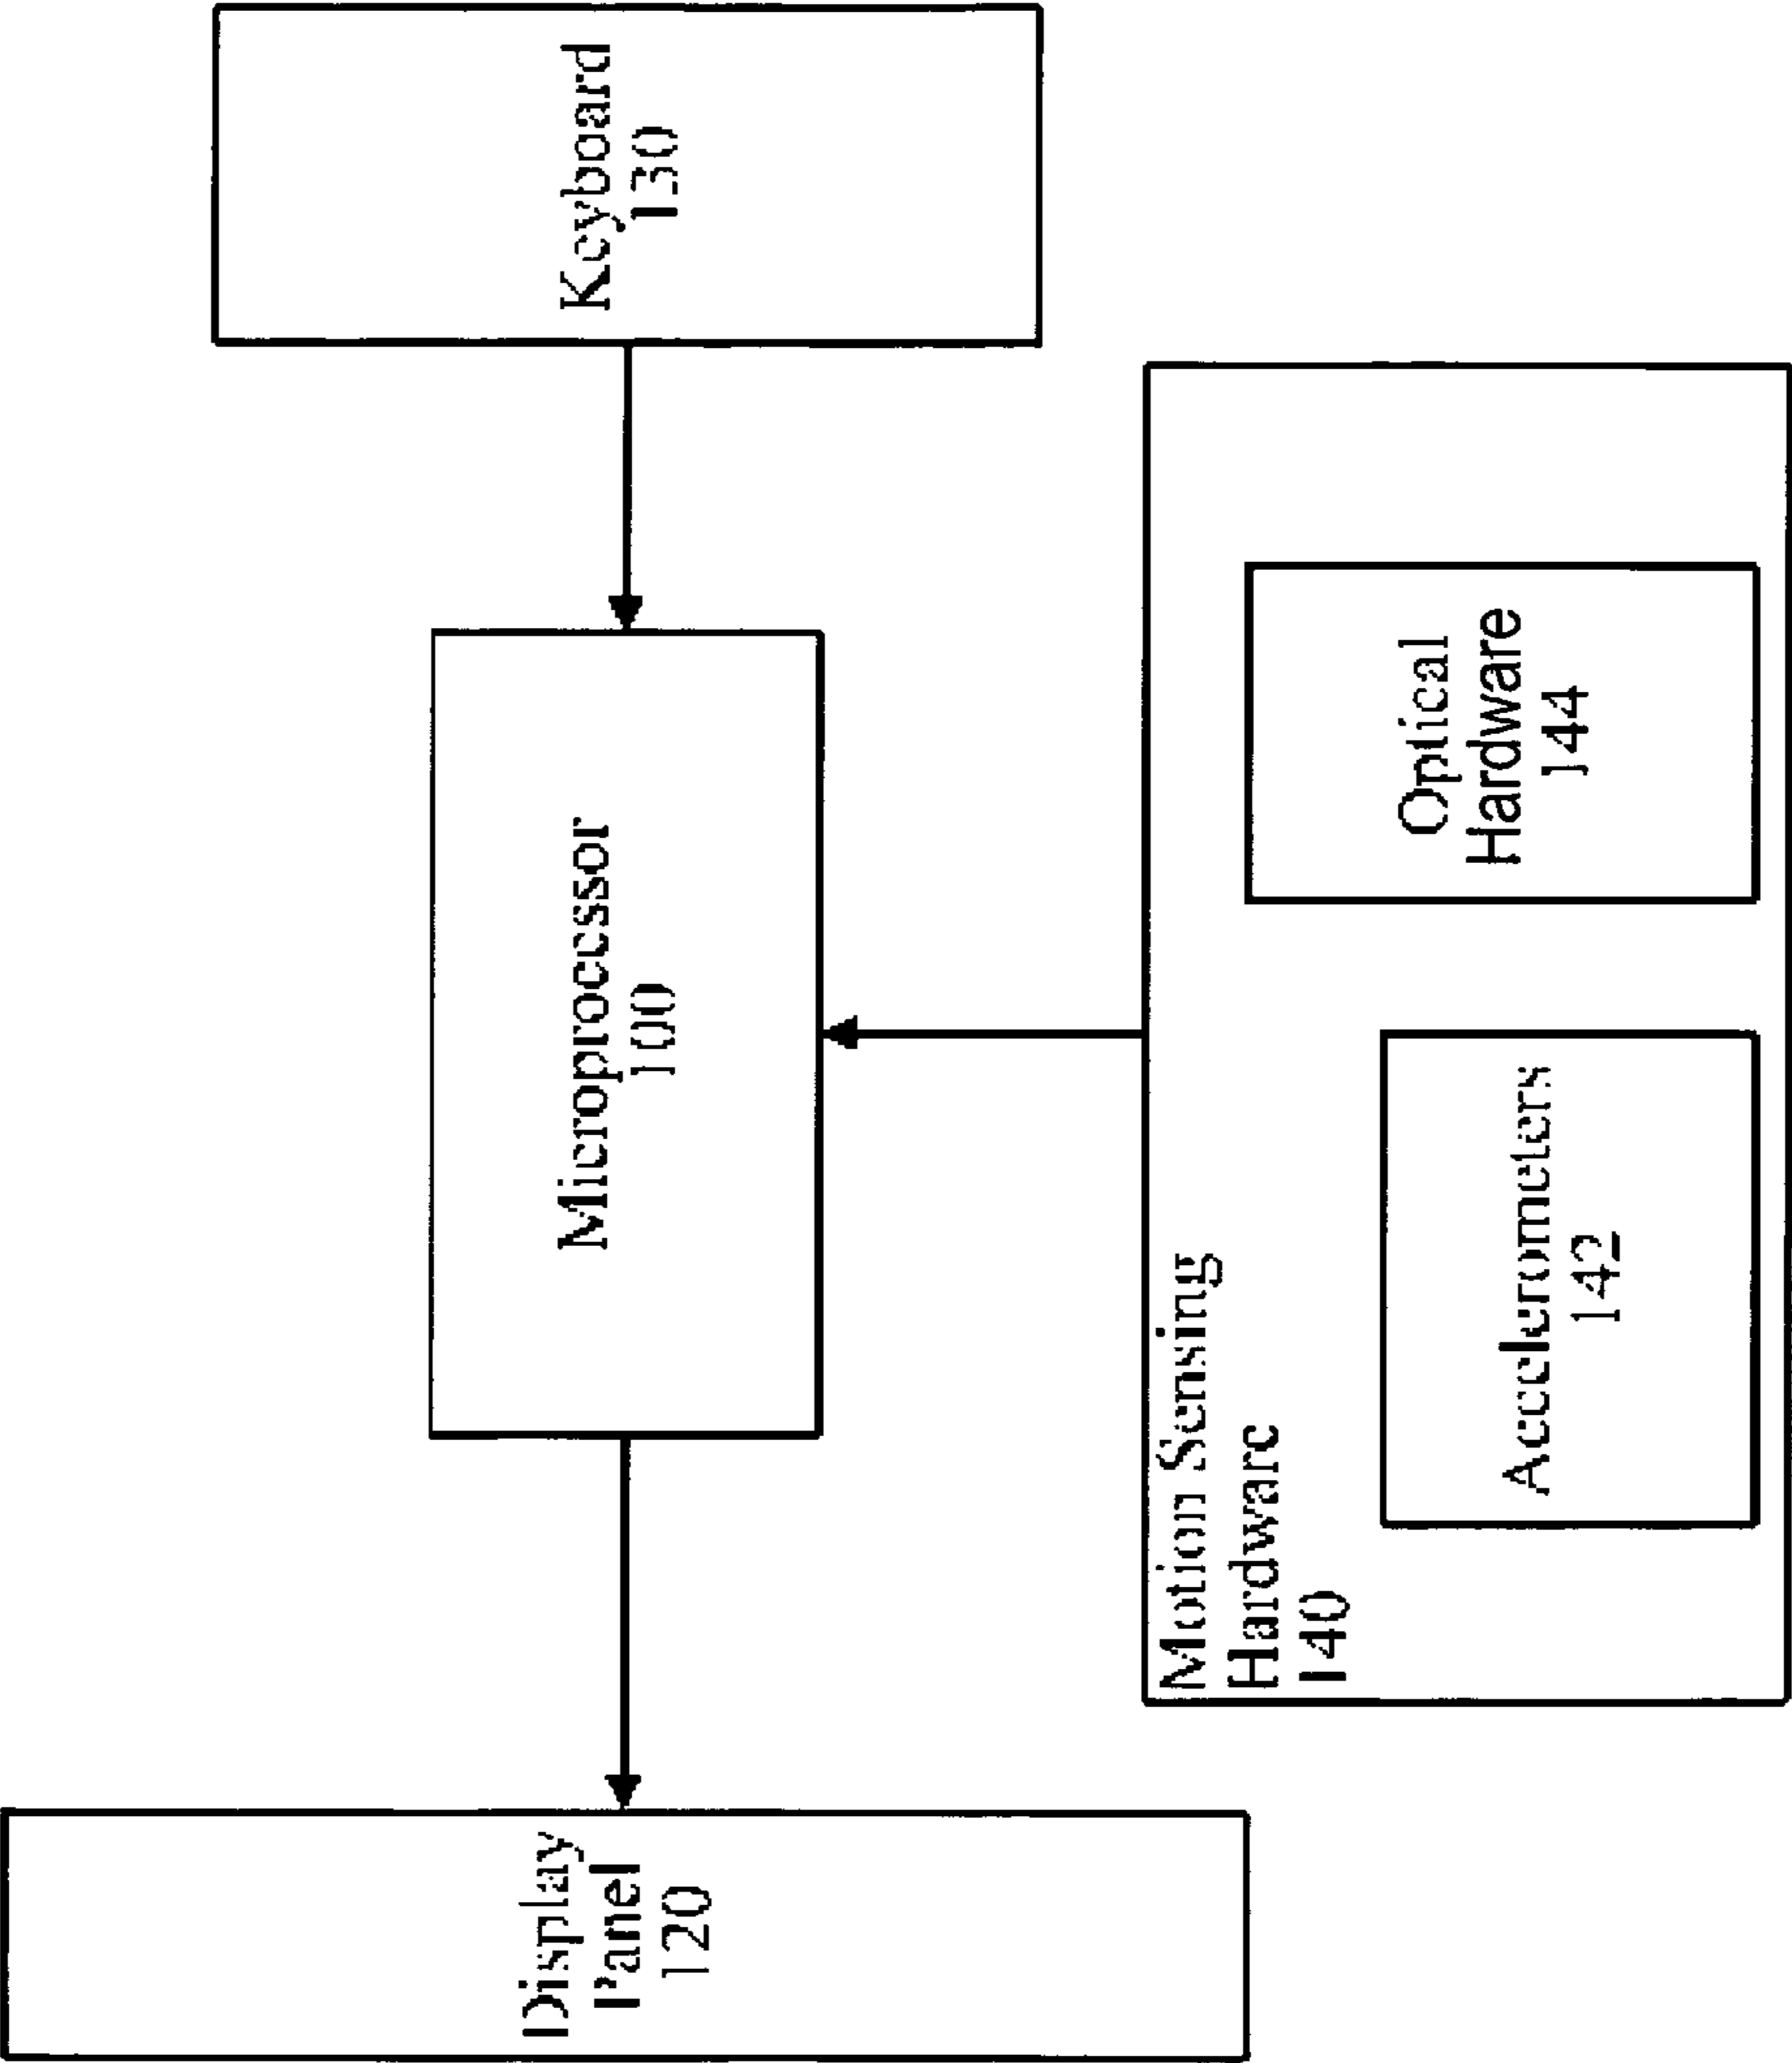 Display
Panel
120
Microprocessor
100
Keyboard
130
Motion Sensing
Hardware
140
Accelerometers
142
Optical
Hardware
144